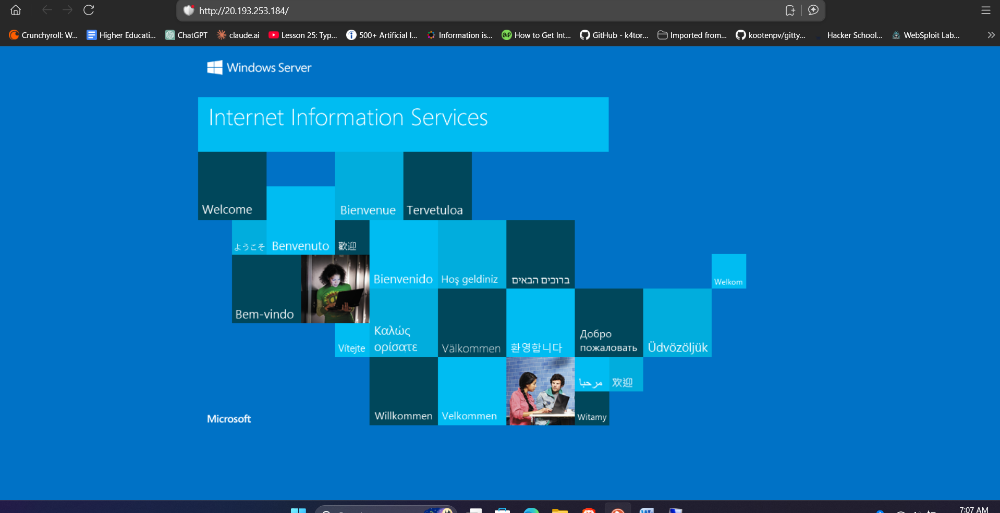 http://20.193.253.184/
Crunchyroll: W...
Higher Educati...
ChatGPT
claude.ai
Lesson 25: Typ...
500+ Artificial I...
Information is...
How to Get Int...
GitHub - k4tor...
Imported from...
kootenpv/gitty...
Hacker School...
WebSploit Lab...
Windows Server
Internet Information Services
Welcome
Bienvenue
Tervetuloa
ようこそ
Benvenuto
歡迎
Bienvenido
Hoş geldiniz
ברוכים הבאים
Welkom
Bem-vindo
Vítejte
Καλώς
ορίσατε
Välkommen
환영합니다
Добро
пожаловать
Üdvözöljük
مرحبا
欢迎
Willkommen
Velkommen
Witamy
Microsoft
7:07 AM